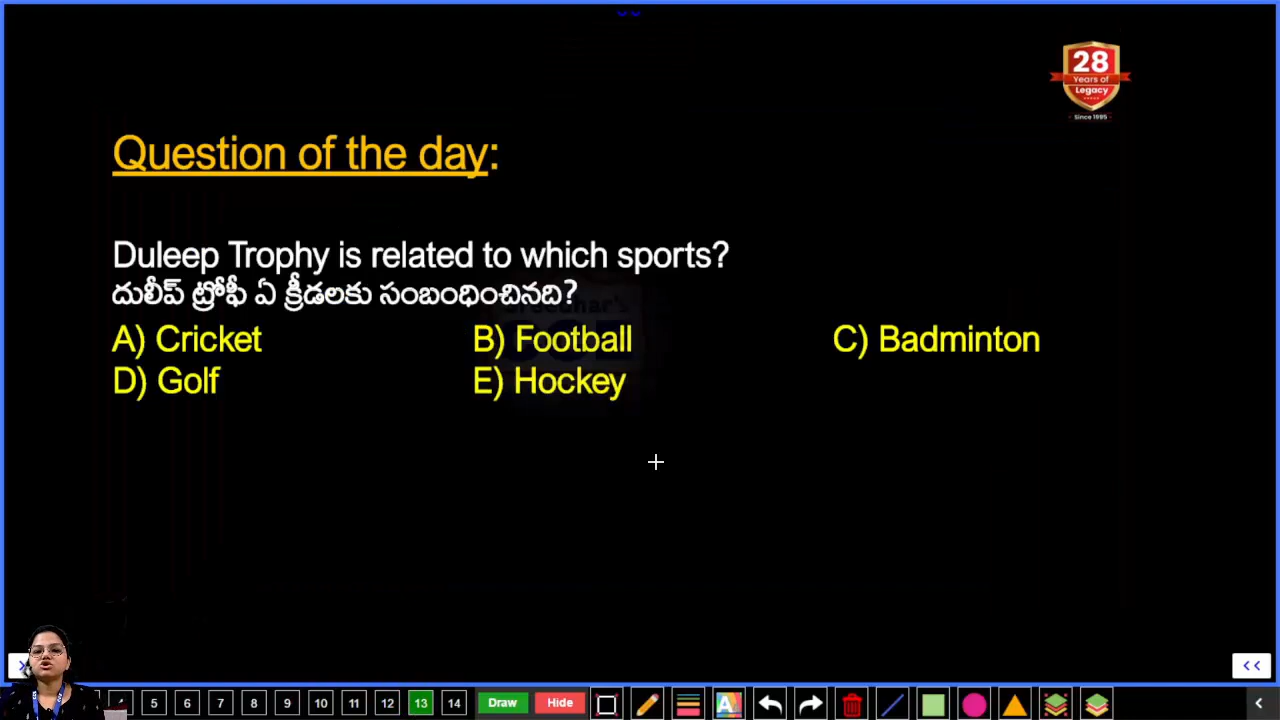 28
Years of
Legacy
Since 1995
Question of the day:
Duleep Trophy is related to which sports?
దులీప్ ట్రోఫీ ఏ క్రీడలకు సంబంధించినది?
A) Cricket B) Football C) Badminton
D) Golf E) Hockey
5 6 7 8 9 10 11 12 13 14 Draw Hide